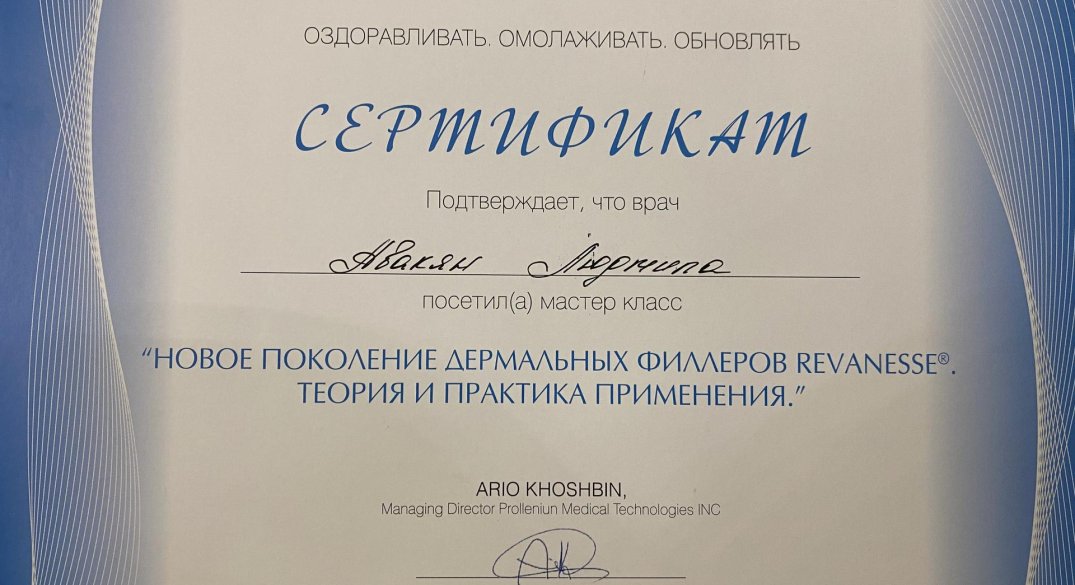 ОЗДОРАВЛИВАТЬ. ОМОЛАЖИВАТЬ. ОБНОВЛЯТЬ
СЕРТИФИКАТ
Подтверждает, что врач
Авакян Людмила
посетил(а) мастер класс
“НОВОЕ ПОКОЛЕНИЕ ДЕРМАЛЬНЫХ ФИЛЛЕРОВ REVANESSE®.
ТЕОРИЯ И ПРАКТИКА ПРИМЕНЕНИЯ.”
ARIO KHOSHBIN,
Managing Director Prolleniun Medical Technologies INC